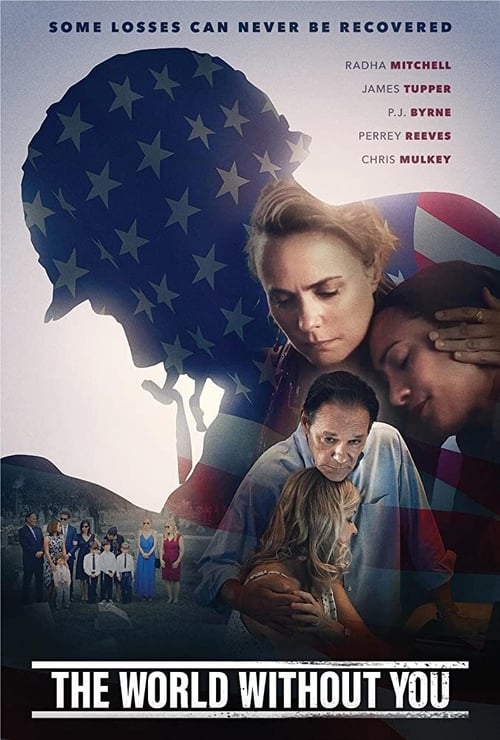 SOME LOSSES CAN NEVER BE RECOVERED
RADHA MITCHELL
JAMES TUPPER
P.J. BYRNE
PERREY REEVES
CHRIS MULKEY
THE WORLD WITHOUT YOU